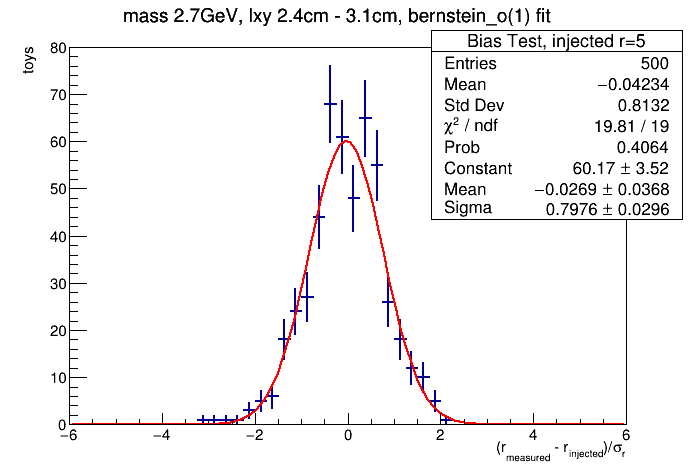 mass 2.7GeV, lxy 2.4cm - 3.1cm, bernstein_o(1) fit
toys
Bias Test, injected r=5
Entries 500
Mean −0.04234
Std Dev 0.8132
χ² / ndf 19.81 / 19
Prob 0.4064
Constant 60.17 ± 3.52
Mean −0.0269 ± 0.0368
Sigma 0.7976 ± 0.0296
80
70
60
50
40
30
20
10
0
−6 −4 −2 0 2 4 6
(r_measured - r_injected)/σ_r